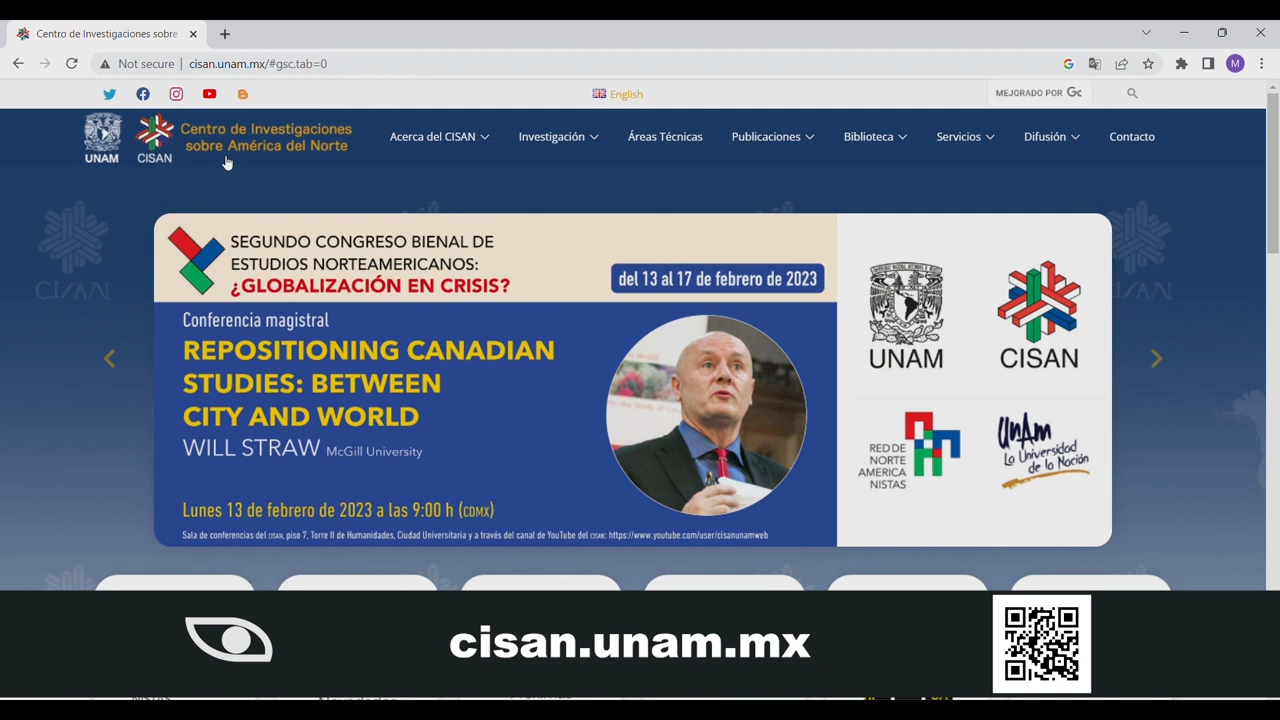 Centro de Investigaciones sobre
Not secure
cisan.unam.mx/#gsc.tab=0
M
English
MEJORADO POR
UNAM
CISAN
Centro de Investigaciones
sobre América del Norte
Acerca del CISAN
Investigación
Áreas Técnicas
Publicaciones
Biblioteca
Servicios
Difusión
Contacto
SEGUNDO CONGRESO BIENAL DE
ESTUDIOS NORTEAMERICANOS:
¿GLOBALIZACIÓN EN CRISIS?
del 13 al 17 de febrero de 2023
Conferencia magistral
REPOSITIONING CANADIAN
STUDIES: BETWEEN
CITY AND WORLD
WILL STRAW McGill University
Lunes 13 de febrero de 2023 a las 9:00 h (CDMX)
Sala de conferencias del CISAN, piso 7, Torre II de Humanidades, Ciudad Universitaria y a través del canal de YouTube del CISAN: https://www.youtube.com/user/cisanunamweb
UNAM
CISAN
RED DE
NORTE
AMERICA
NISTAS
UnAm
La Universidad
de la Nación
CISAN
cisan.unam.mx